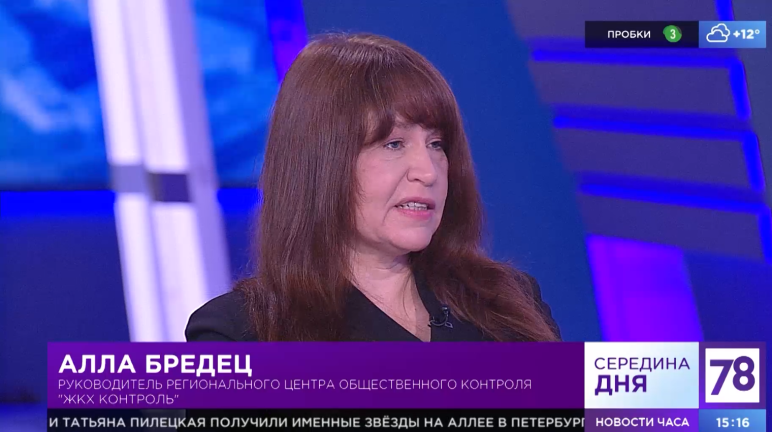 ПРОБКИ 3 +12°
АЛЛА БРЕДЕЦ
РУКОВОДИТЕЛЬ РЕГИОНАЛЬНОГО ЦЕНТРА ОБЩЕСТВЕННОГО КОНТРОЛЯ
"ЖКХ КОНТРОЛЬ"
СЕРЕДИНА
ДНЯ
78
И ТАТЬЯНА ПИЛЕЦКАЯ ПОЛУЧИЛИ ИМЕННЫЕ ЗВЁЗДЫ НА АЛЛЕЕ В ПЕТЕРБУРГ
НОВОСТИ ЧАСА 15:16